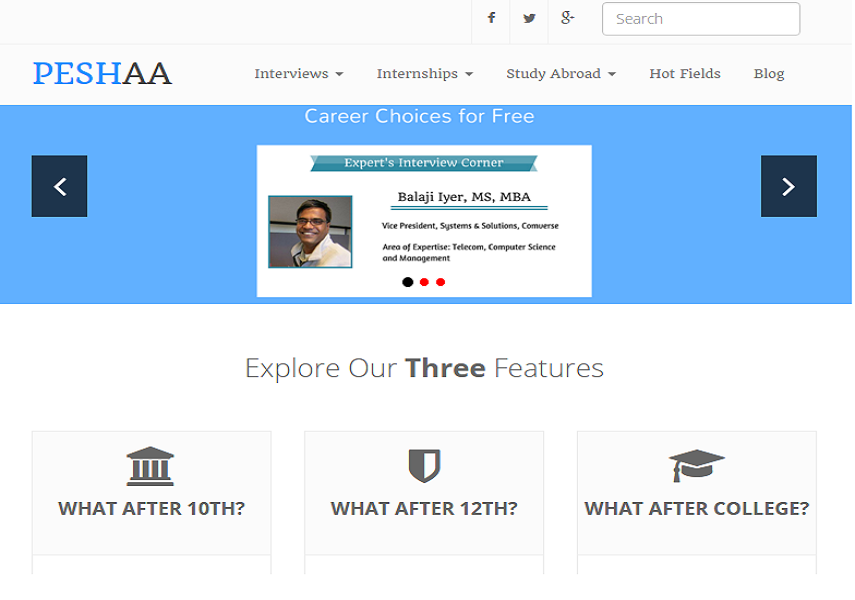 Search
PESHAA
Interviews
Internships
Study Abroad
Hot Fields
Blog
Career Choices for Free
Expert's Interview Corner
Balaji Iyer, MS, MBA
Vice President, Systems & Solutions, Comverse
Area of Expertise: Telecom, Computer Science
and Management
Explore Our Three Features
WHAT AFTER 10TH?
WHAT AFTER 12TH?
WHAT AFTER COLLEGE?